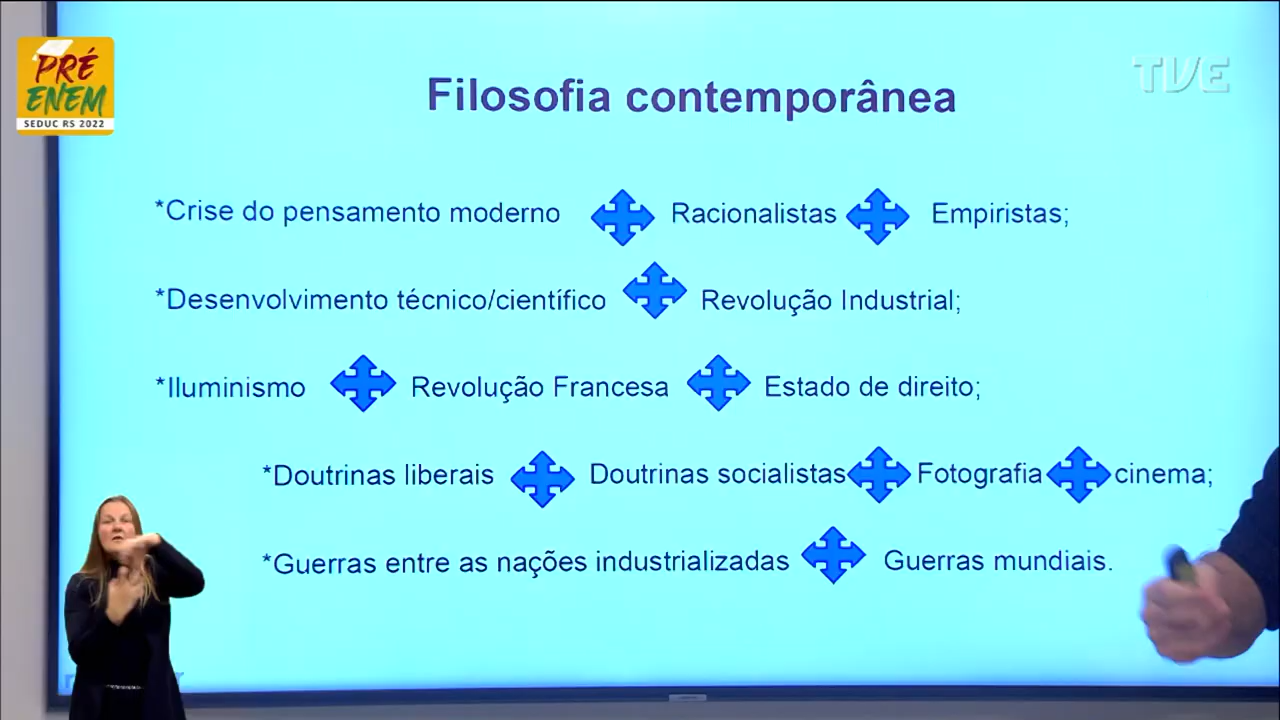 PRÉ
ENEM
SEDUC RS 2022
TVE
Filosofia contemporânea
*Crise do pensamento moderno Racionalistas Empiristas;
*Desenvolvimento técnico/científico Revolução Industrial;
*Iluminismo Revolução Francesa Estado de direito;
*Doutrinas liberais Doutrinas socialistas Fotografia cinema;
*Guerras entre as nações industrializadas Guerras mundiais.